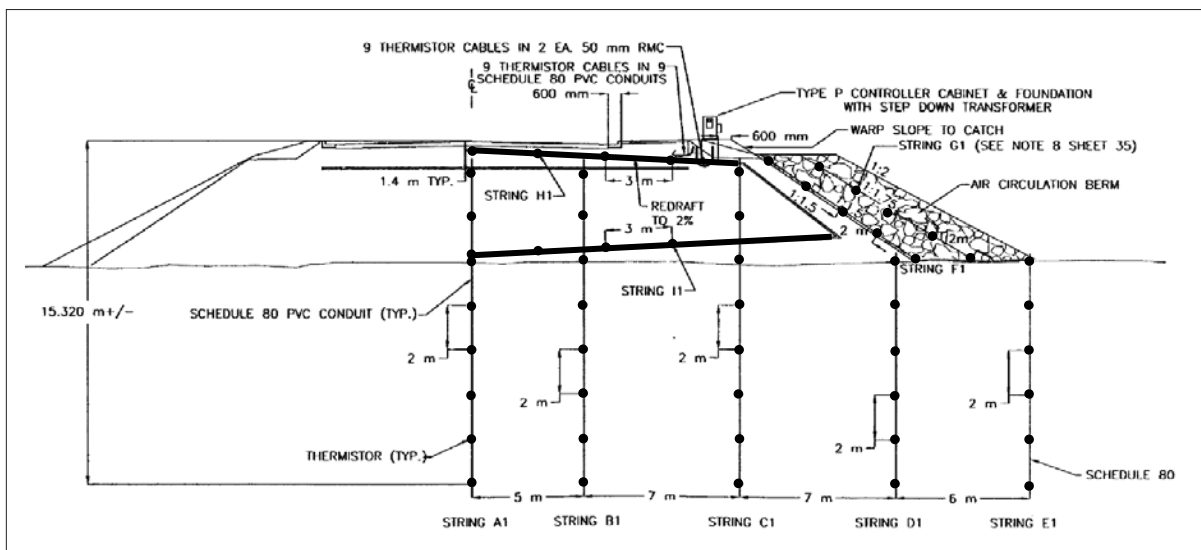 9 THERMISTOR CABLES IN 2 EA. 50 mm RMC
9 THERMISTOR CABLES IN 9
SCHEDULE 80 PVC CONDUITS
600 mm
TYPE P CONTROLLER CABINET & FOUNDATION
WITH STEP DOWN TRANSFORMER
600 mm
WARP SLOPE TO CATCH
STRING G1 (SEE NOTE 8 SHEET 35)
1:2
AIR CIRCULATION BERM
1.4 m TYP.
STRING H1
3 m
REDRAFT
TO 2%
1:1.5
1:1.5
2 m
2m
3 m
STRING F1
STRING I1
15.320 m+/-
SCHEDULE 80 PVC CONDUIT (TYP.)
2 m
2 m
2 m
2 m
2 m
THERMISTOR (TYP.)
SCHEDULE 80
5 m
7 m
7 m
6 m
STRING A1
STRING B1
STRING C1
STRING D1
STRING E1